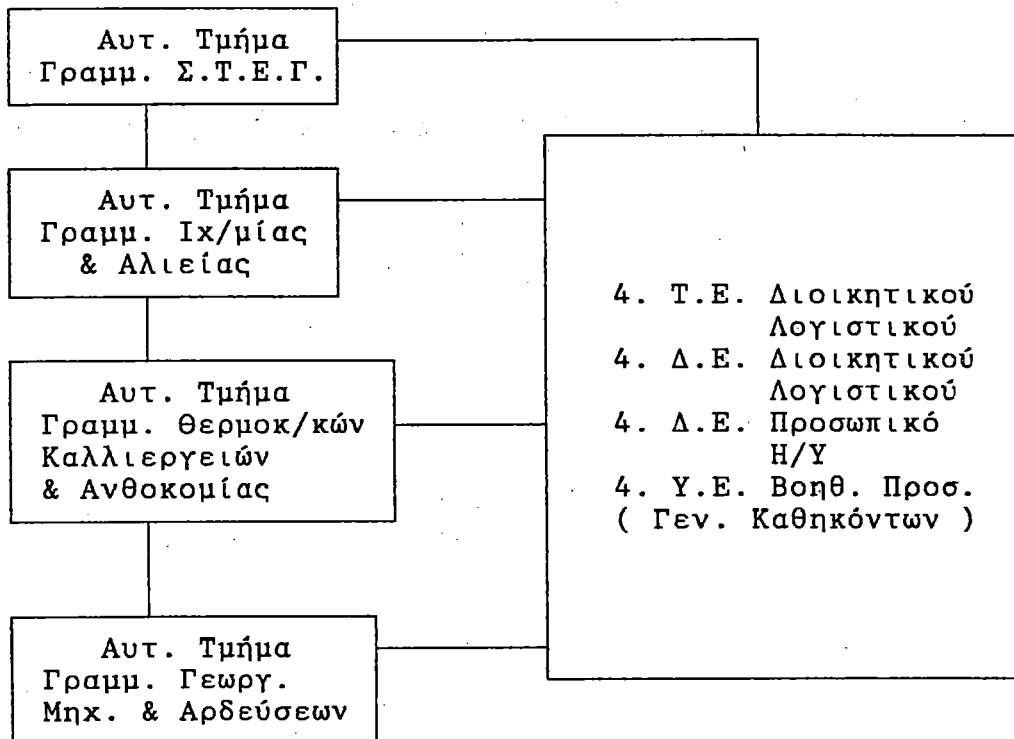 Αυτ. Τμήμα
Γραμμ. Σ.Τ.Ε.Γ.
Αυτ. Τμήμα
Γραμμ. Ιχ/μίας
& Αλιείας
Αυτ. Τμήμα
Γραμμ. Θερμοκ/κών
Καλλιεργειών
& Ανθοκομίας
Αυτ. Τμήμα
Γραμμ. Γεωργ.
Μηχ. & Αρδεύσεων
4. Τ.Ε. Διοικητικού
Λογιστικού
4. Δ.Ε. Διοικητικού
Λογιστικού
4. Δ.Ε. Προσωπικό
Η/Υ
4. Υ.Ε. Βοηθ. Προσ.
( Γεν. Καθηκόντων )